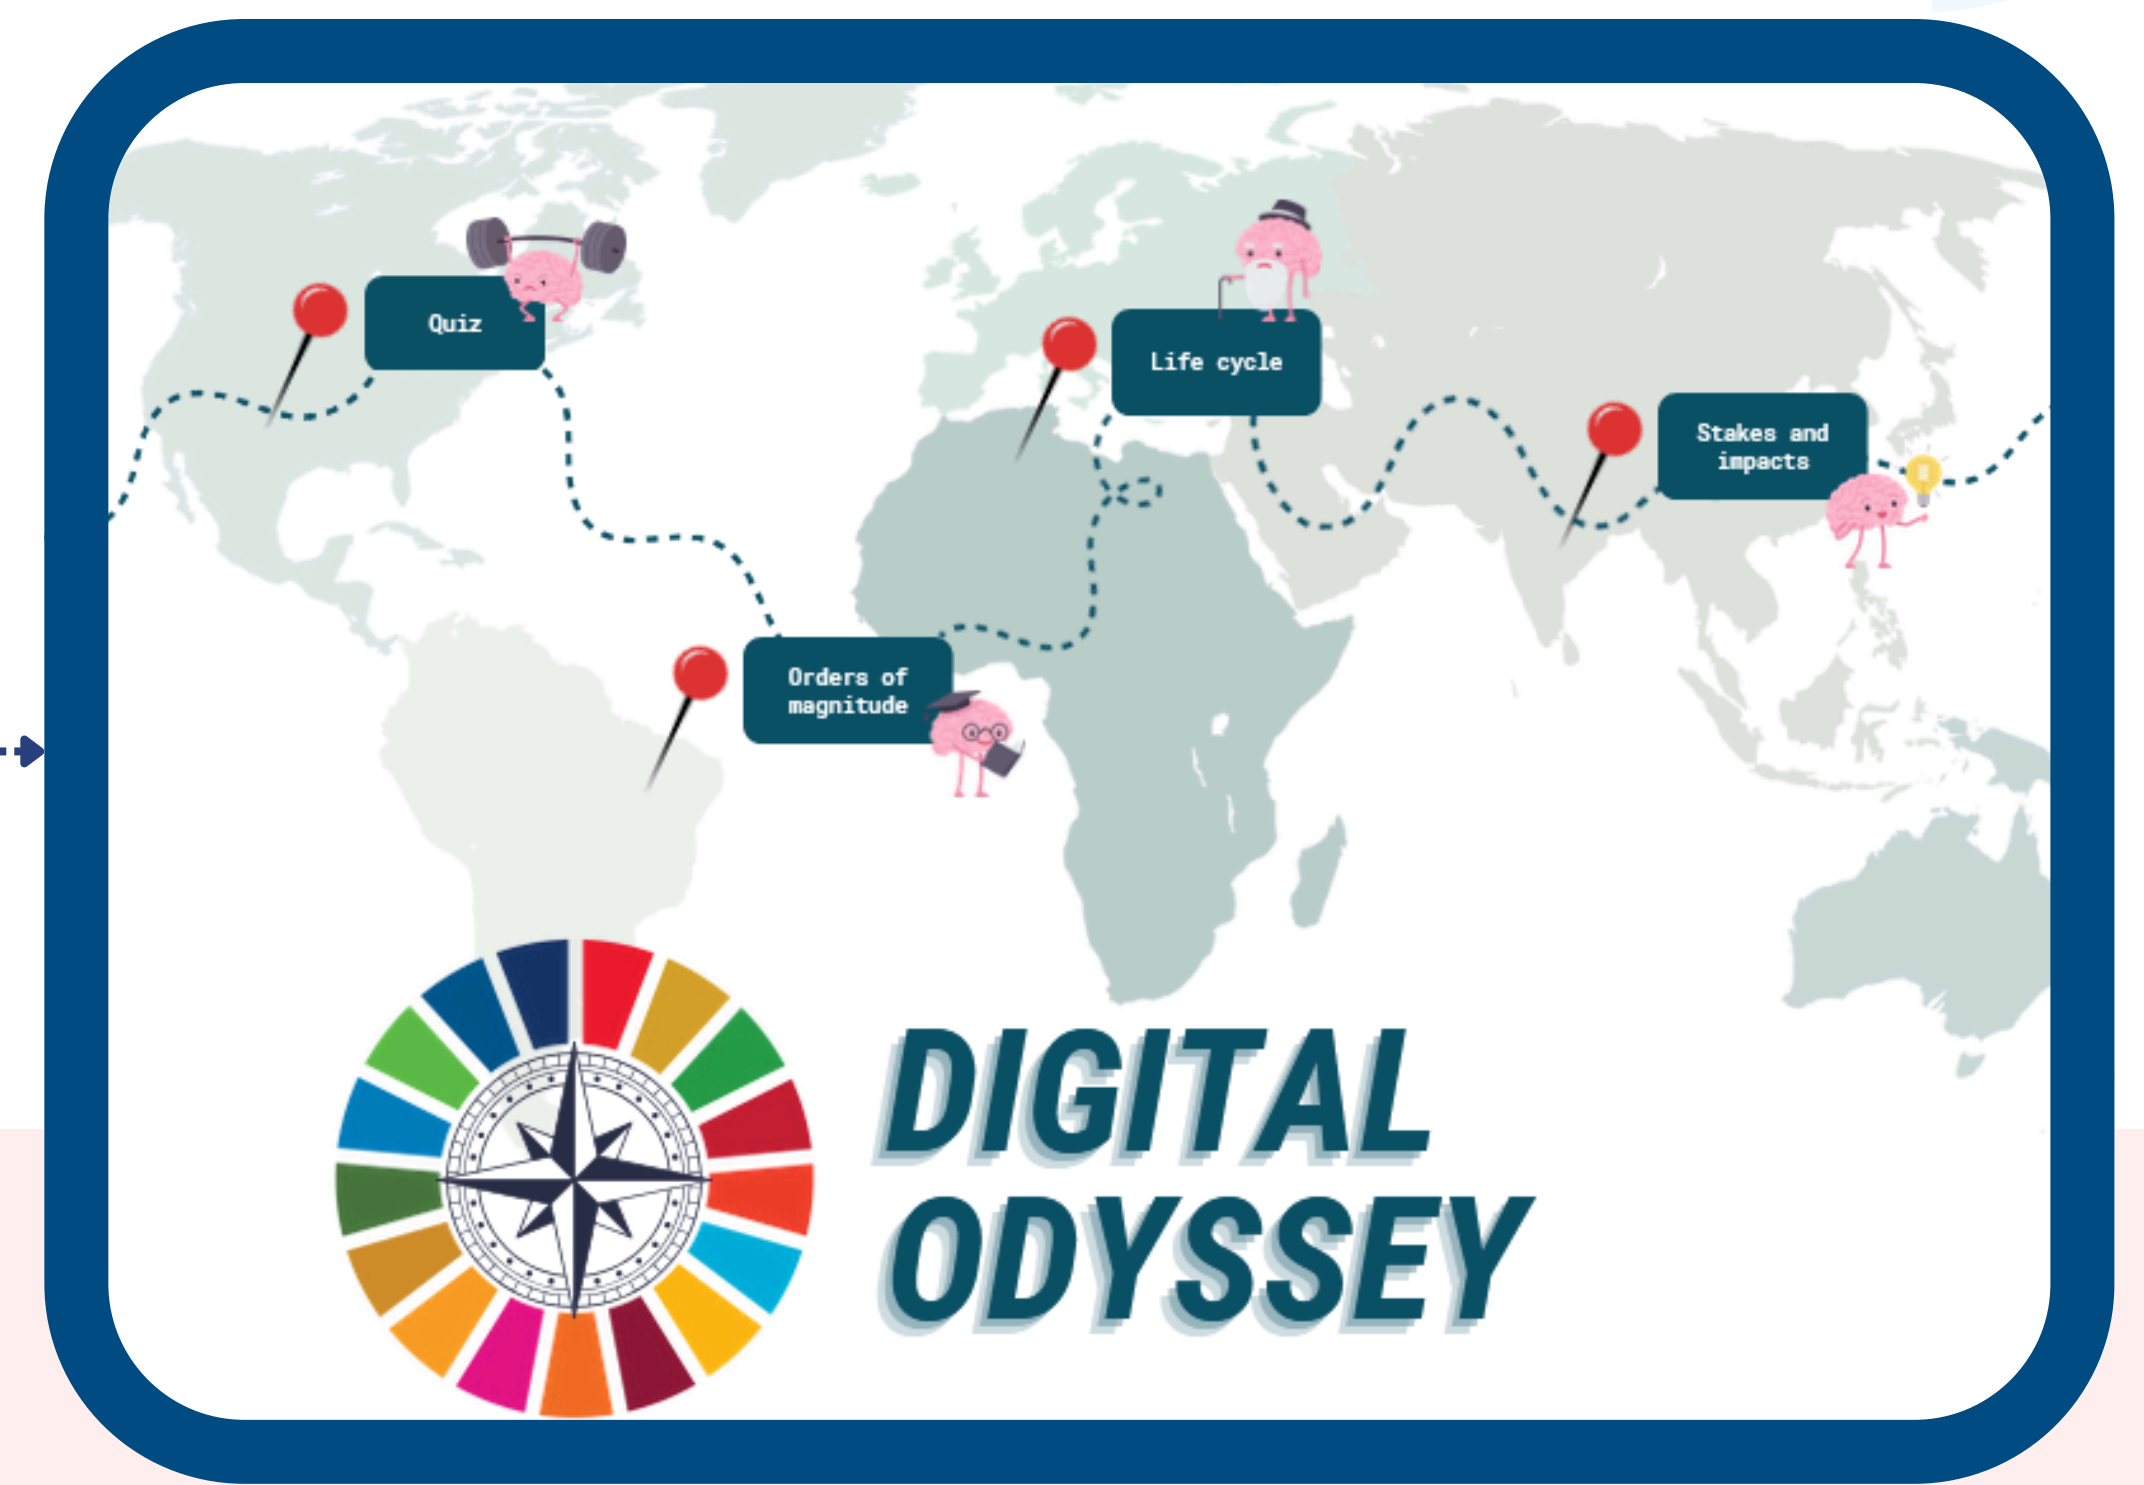 Quiz
Life cycle
Stakes and
impacts
Orders of
magnitude
DIGITAL
ODYSSEY